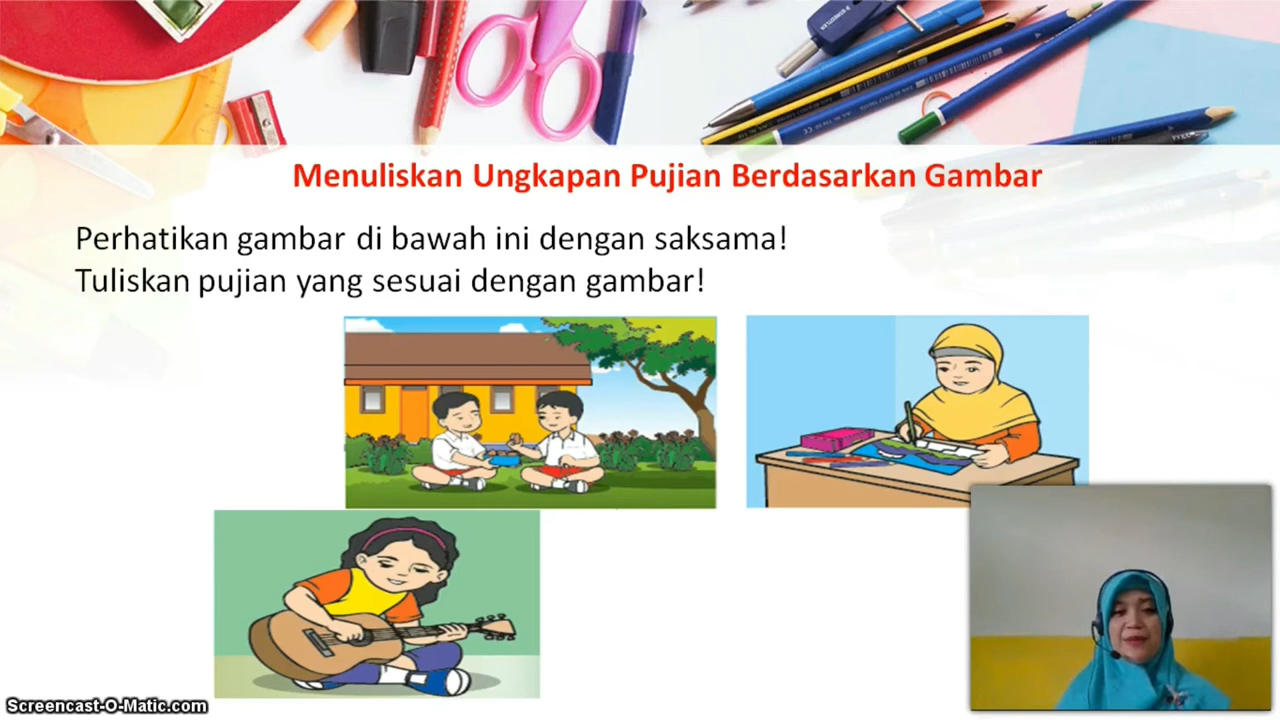 Menuliskan Ungkapan Pujian Berdasarkan Gambar
Perhatikan gambar di bawah ini dengan saksama!
Tuliskan pujian yang sesuai dengan gambar!
Screencast-O-Matic.com